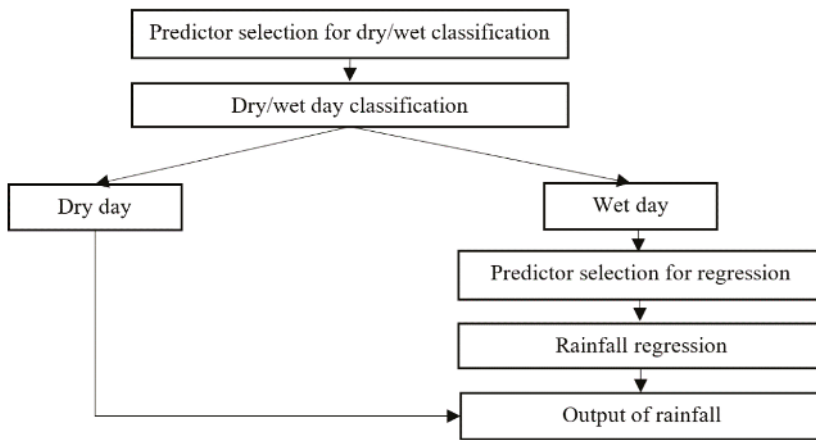 Predictor selection for dry/wet classification
Dry/wet day classification
Dry day
Wet day
Predictor selection for regression
Rainfall regression
Output of rainfall